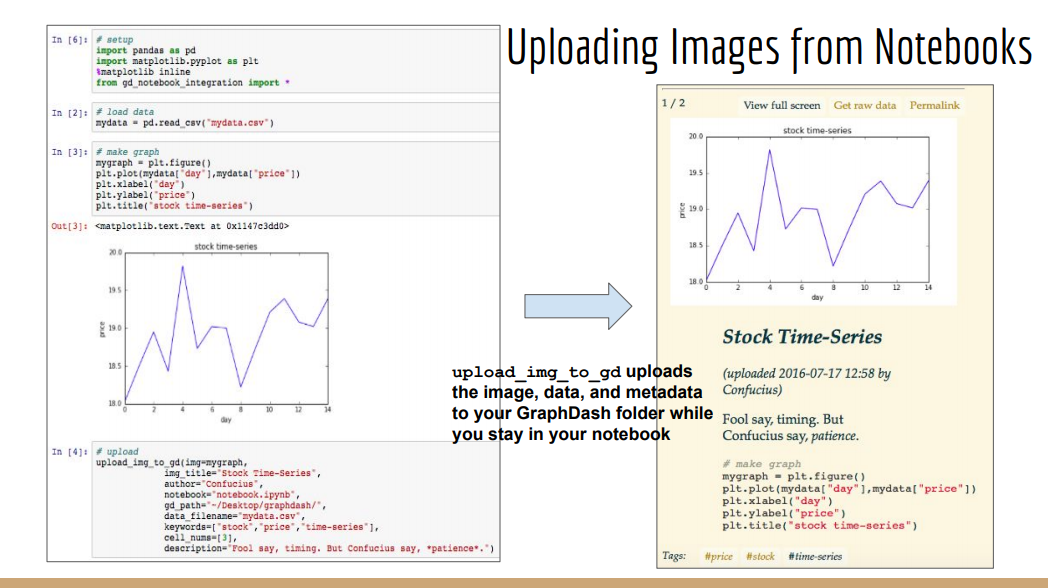 Uploading Images from Notebooks
In [6]: # setup
import pandas as pd
import matplotlib.pyplot as plt
%matplotlib inline
from gd_notebook_integration import *
In [2]: # load data
mydata = pd.read_csv("mydata.csv")
In [3]: # make graph
mygraph = plt.figure()
plt.plot(mydata["day"],mydata["price"])
plt.xlabel("day")
plt.ylabel("price")
plt.title("stock time-series")
Out[3]: <matplotlib.text.Text at 0x1147c3dd0>
stock time-series
20.0
19.5
19.0
18.5
18.0
price
0 2 4 6 8 10 12 14
day
In [4]: # upload
upload_img_to_gd(img=mygraph,
img_title="Stock Time-Series",
author="Confucius",
notebook="notebook.ipynb",
gd_path="~/Desktop/graphdash/",
data_filename="mydata.csv",
keywords=["stock","price","time-series"],
cell_nums=[3],
description="Fool say, timing. But Confucius say, *patience*.")
upload_img_to_gd uploads
the image, data, and metadata
to your GraphDash folder while
you stay in your notebook
1 / 2 View full screen Get raw data Permalink
stock time-series
20.0
19.5
19.0
18.5
18.0
price
0 2 4 6 8 10 12 14
day
Stock Time-Series
(uploaded 2016-07-17 12:58 by
Confucius)
Fool say, timing. But
Confucius say, patience.
# make graph
mygraph = plt.figure()
plt.plot(mydata["day"],mydata["price"])
plt.xlabel("day")
plt.ylabel("price")
plt.title("stock time-series")
Tags: #price #stock #time-series